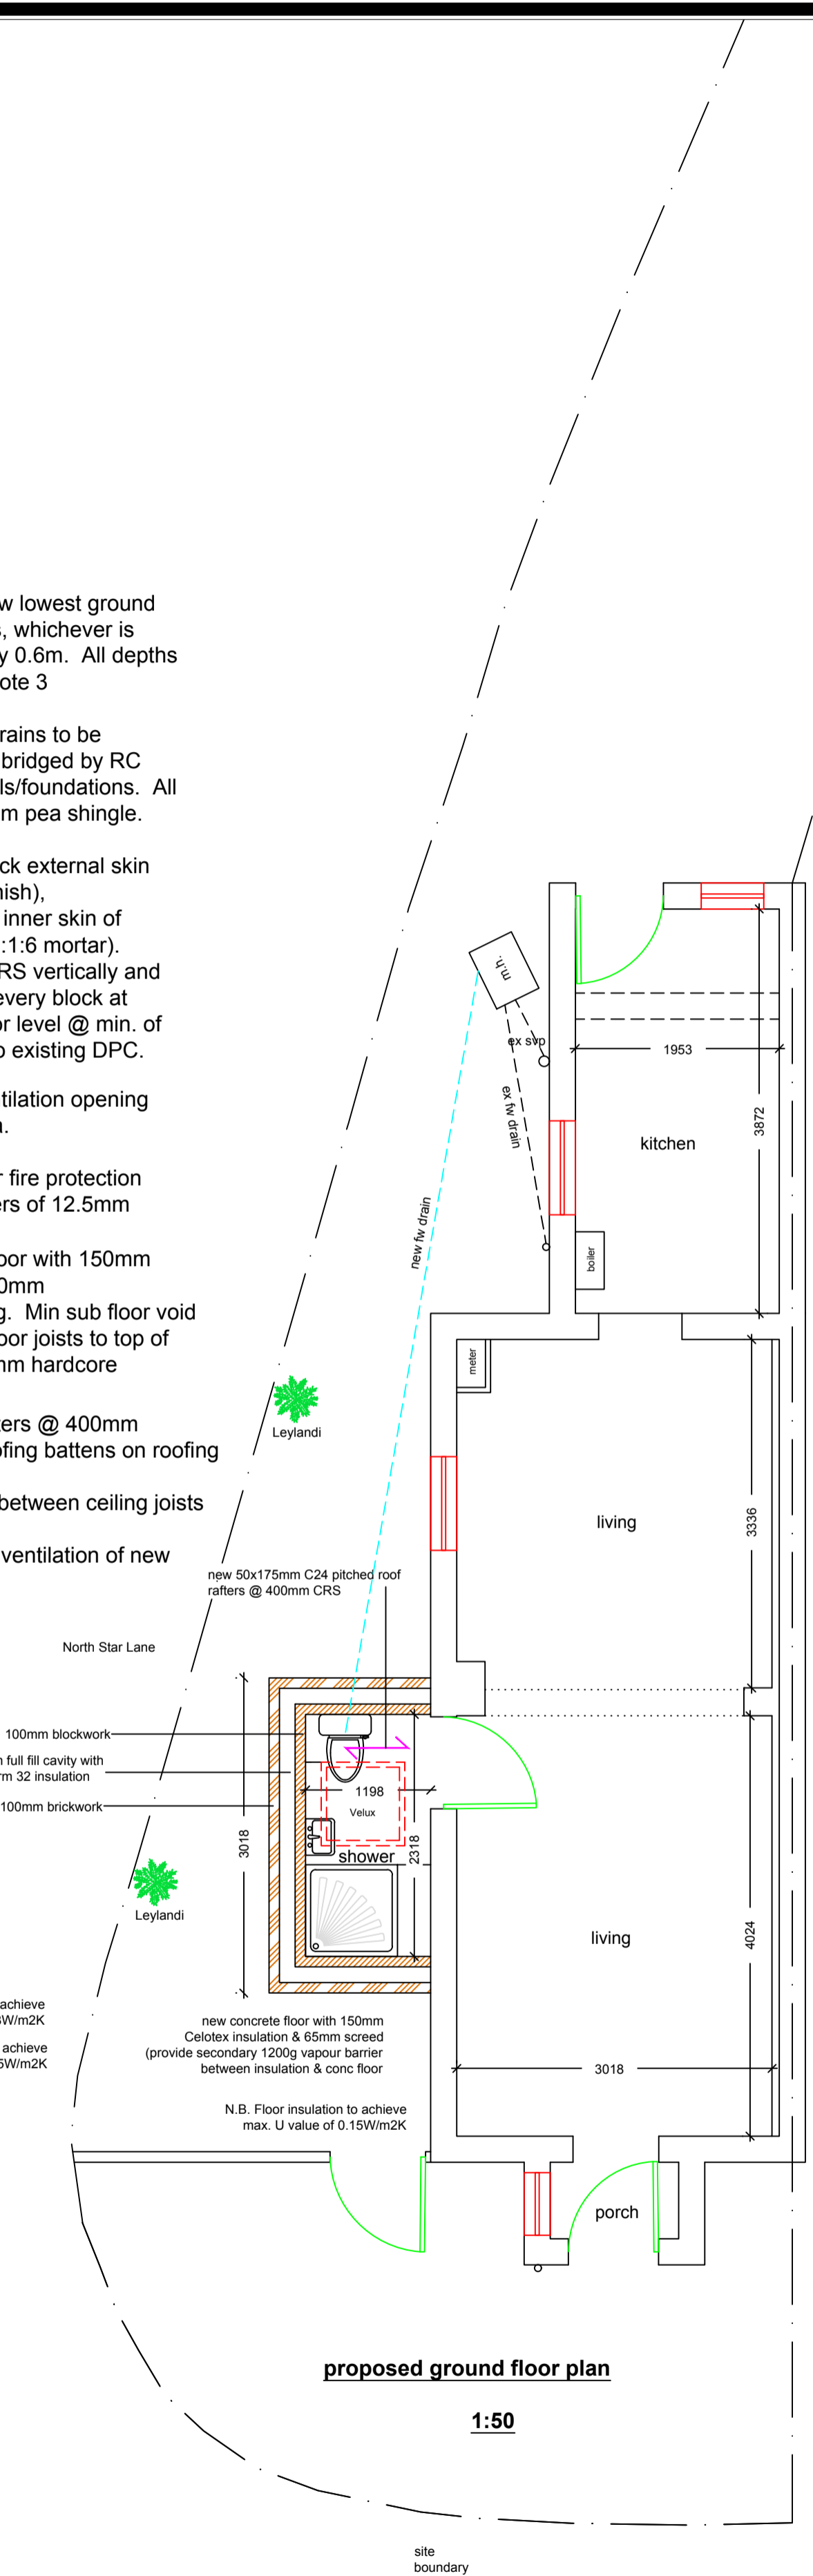 w lowest ground
, whichever is
y 0.6m. All depths
ote 3
rains to be
bridged by RC
ls/foundations. All
m pea shingle.
ck external skin
nish),
inner skin of
:1:6 mortar).
RS vertically and
every block at
or level @ min. of
o existing DPC.
tilation opening
r fire protection
ers of 12.5mm
oor with 150mm
0mm
g. Min sub floor void
oor joists to top of
nm hardcore
ters @ 400mm
ofing battens on roofing
between ceiling joists
ventilation of new
m.h.
ex svp
ex fw drain
new fw drain
1953
3872
kitchen
boiler
meter
Leylandi
living
3336
new 50x175mm C24 pitched roof
rafters @ 400mm CRS
North Star Lane
100mm blockwork
full fill cavity with
rm 32 insulation
100mm brickwork
1198
Velux
3018
shower
2318
Leylandi
living
4024
achieve
W/m2K
achieve
5W/m2K
new concrete floor with 150mm
Celotex insulation & 65mm screed
(provide secondary 1200g vapour barrier
between insulation & conc floor
3018
N.B. Floor insulation to achieve
max. U value of 0.15W/m2K
porch
proposed ground floor plan
1:50
site
boundary